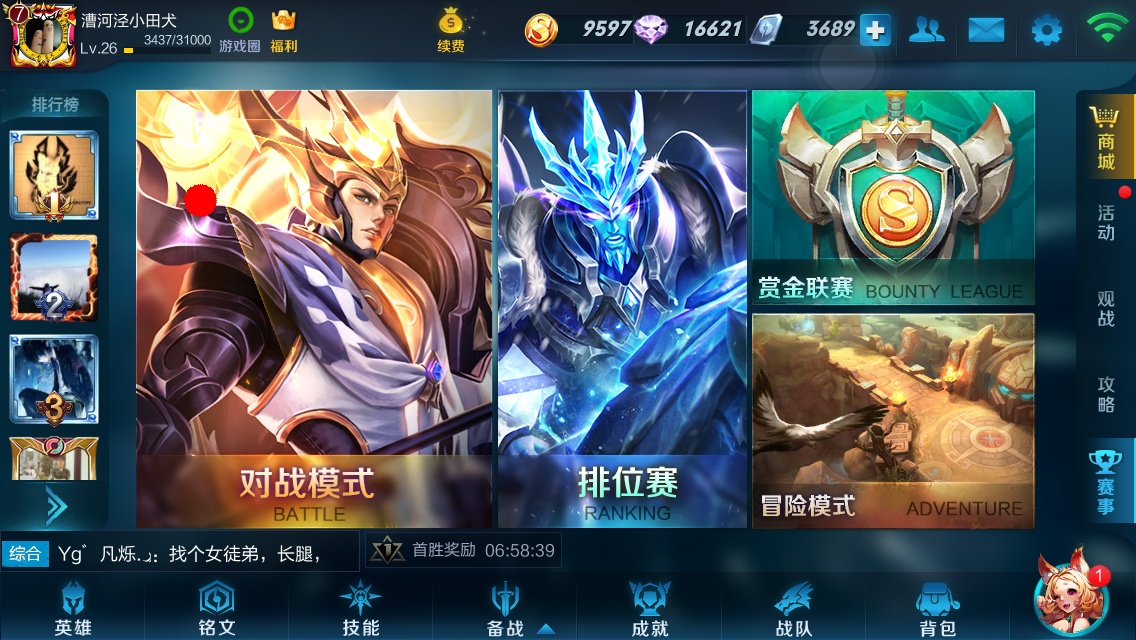 7
漕河泾小田犬
Lv.26
3437/31000
游戏圈
福利
续费
9597
16621
3689
排行榜
1
2
3
对战模式
BATTLE
排位赛
RANKING
赏金联赛
BOUNTY LEAGUE
冒险模式
ADVENTURE
商城
活动
观战
攻略
赛事
综合
Yg゛ 凡烁.ن: 找个女徒弟，长腿，
首胜奖励 06:58:39
英雄
铭文
技能
备战
成就
战队
背包
1